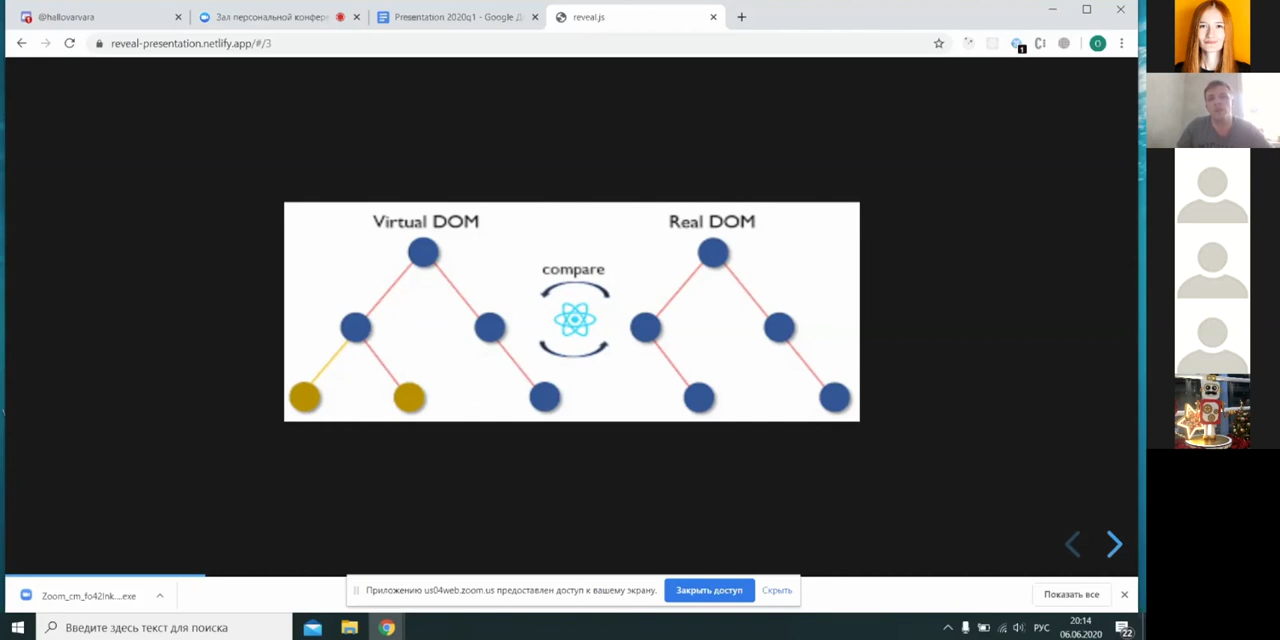 @hallovarvara
Зал персональной конфер
Presentation 2020q1 - Google Д
reveal.js
reveal-presentation.netlify.app/#/3
1
O
Virtual DOM
Real DOM
compare
Zoom_cm_fo42lnk....exe
Приложению us04web.zoom.us предоставлен доступ к вашему экрану.
Закрыть доступ
Скрыть
Показать все
Введите здесь текст для поиска
РУС
20:14
06.06.2020
22